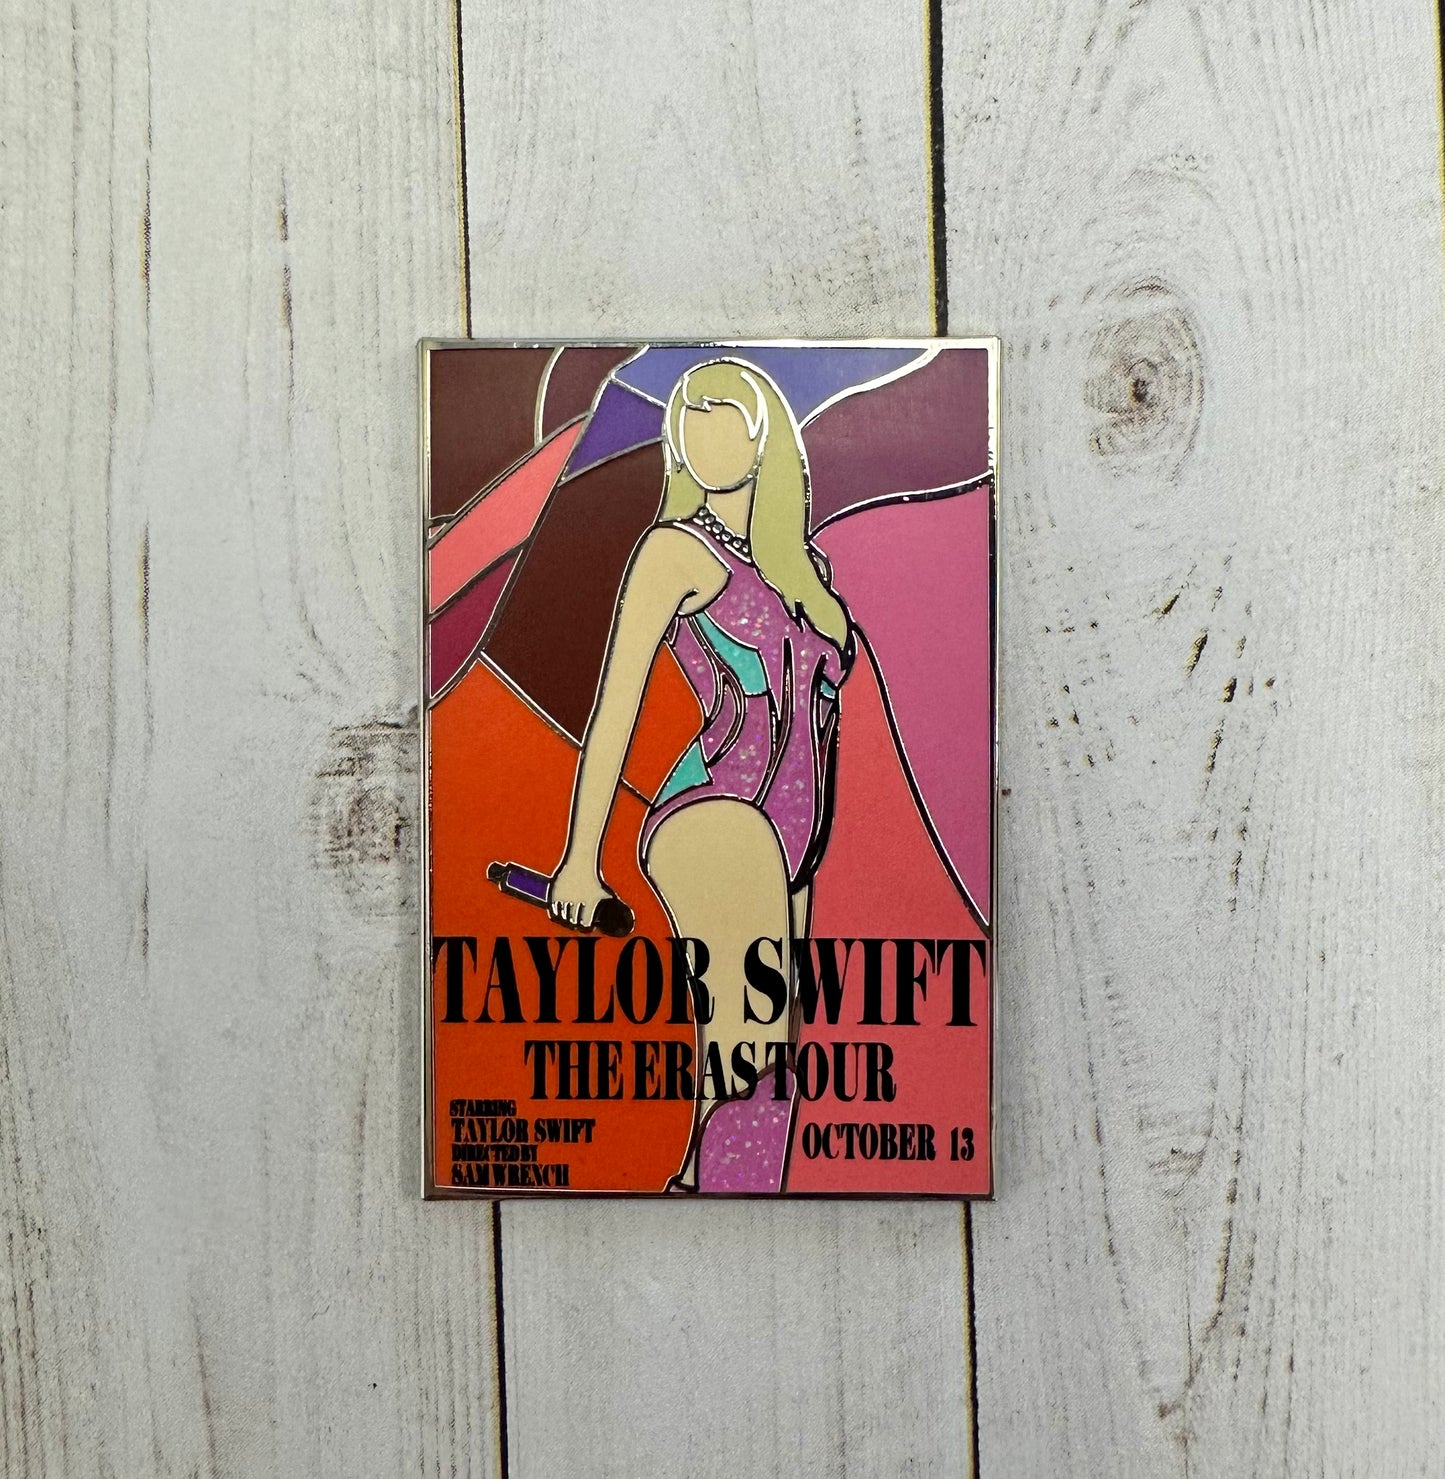 TAYLOR SWIFT
THE ERAS TOUR
STARRING
TAYLOR SWIFT
DIRECTED BY
SAM WRENCH
OCTOBER 13